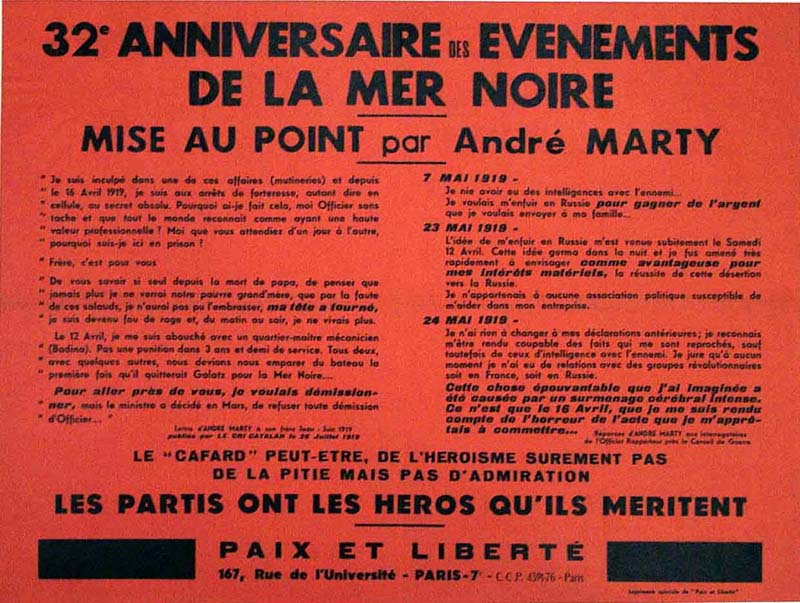 32e ANNIVERSAIRE DES EVENEMENTS
DE LA MER NOIRE
MISE AU POINT par André MARTY
" Je suis inculpé dans une de ces affaires (mutineries) et depuis
" le 16 Avril 1919, je suis aux arrêts de forteresse, autant dire en
" cellule, au secret absolu. Pourquoi ai-je fait cela, moi Officier sans
" tache et que tout le monde reconnait comme ayant une haute
" valeur professionnelle ? Moi que vous attendiez d'un jour à l'autre,
" pourquoi suis-je ici en prison ?
" Frère, c'est pour vous
" De vous savoir si seul depuis la mort de papa, de penser que
" jamais plus je ne verrai notre pauvre grand'mère, que par la faute
" de ces salauds, je n'aurai pas pu l'embrasser, ma tête a tourné,
" je suis devenu fou de rage et, du matin au soir, je ne vivais plus.
" Le 12 Avril, je me suis abouché avec un quartier-maitre mécanicien
" (Badina). Pas une punition dans 3 ans et demi de service. Tous deux,
" avec quelques autres, nous devions nous emparer du bateau la
" première fois qu'il quitterait Galatz pour la Mer Noire...
" Pour aller près de vous, je voulais démission-
" ner, mais le ministre a décidé en Mars, de refuser toute démission
" d'Officier... "
Lettre d'ANDRE MARTY à son frère Jean - Juin 1919
publiée par LE CRI CATALAN le 26 Juillet 1919
7 MAI 1919 -
Je nie avoir eu des intelligences avec l'ennemi...
Je voulais m'enfuir en Russie pour gagner de l'argent
que je voulais envoyer à ma famille...
23 MAI 1919 -
L'idée de m'enfuir en Russie m'est venue subitement le Samedi
12 Avril. Cette idée germa dans la nuit et je fus amené très
rapidement à envisager comme avantageuse pour
mes intérêts matériels, la réussite de cette désertion
vers la Russie.
Je n'appartenais à aucune association politique susceptible de
m'aider dans mon entreprise.
24 MAI 1919 -
Je n'ai rien à changer à mes déclarations antérieures ; je reconnais
m'être rendu coupable des faits qui me sont reprochés, sauf
toutefois de ceux d'intelligence avec l'ennemi. Je jure qu'à aucun
moment je n'ai eu de relations avec des groupes révolutionnaires
soit en France, soit en Russie.
Cette chose épouvantable que j'ai imaginée a
été causée par un surmenage cérébral intense.
Ce n'est que le 16 Avril, que je me suis rendu
compte de l'horreur de l'acte que je m'apprê-
tais à commettre...
Réponses d'ANDRE MARTY aux interrogatoires
de l'Officier Rapporteur près le Conseil de Guerre
LE "CAFARD" PEUT-ETRE, DE L'HEROISME SUREMENT PAS
DE LA PITIE MAIS PAS D'ADMIRATION
LES PARTIS ONT LES HEROS QU'ILS MERITENT
PAIX ET LIBERTÉ
167, Rue de l'Université - PARIS-7e - C.C.P. 4391-76 - Paris
spéciale de "Paix et Liberté"